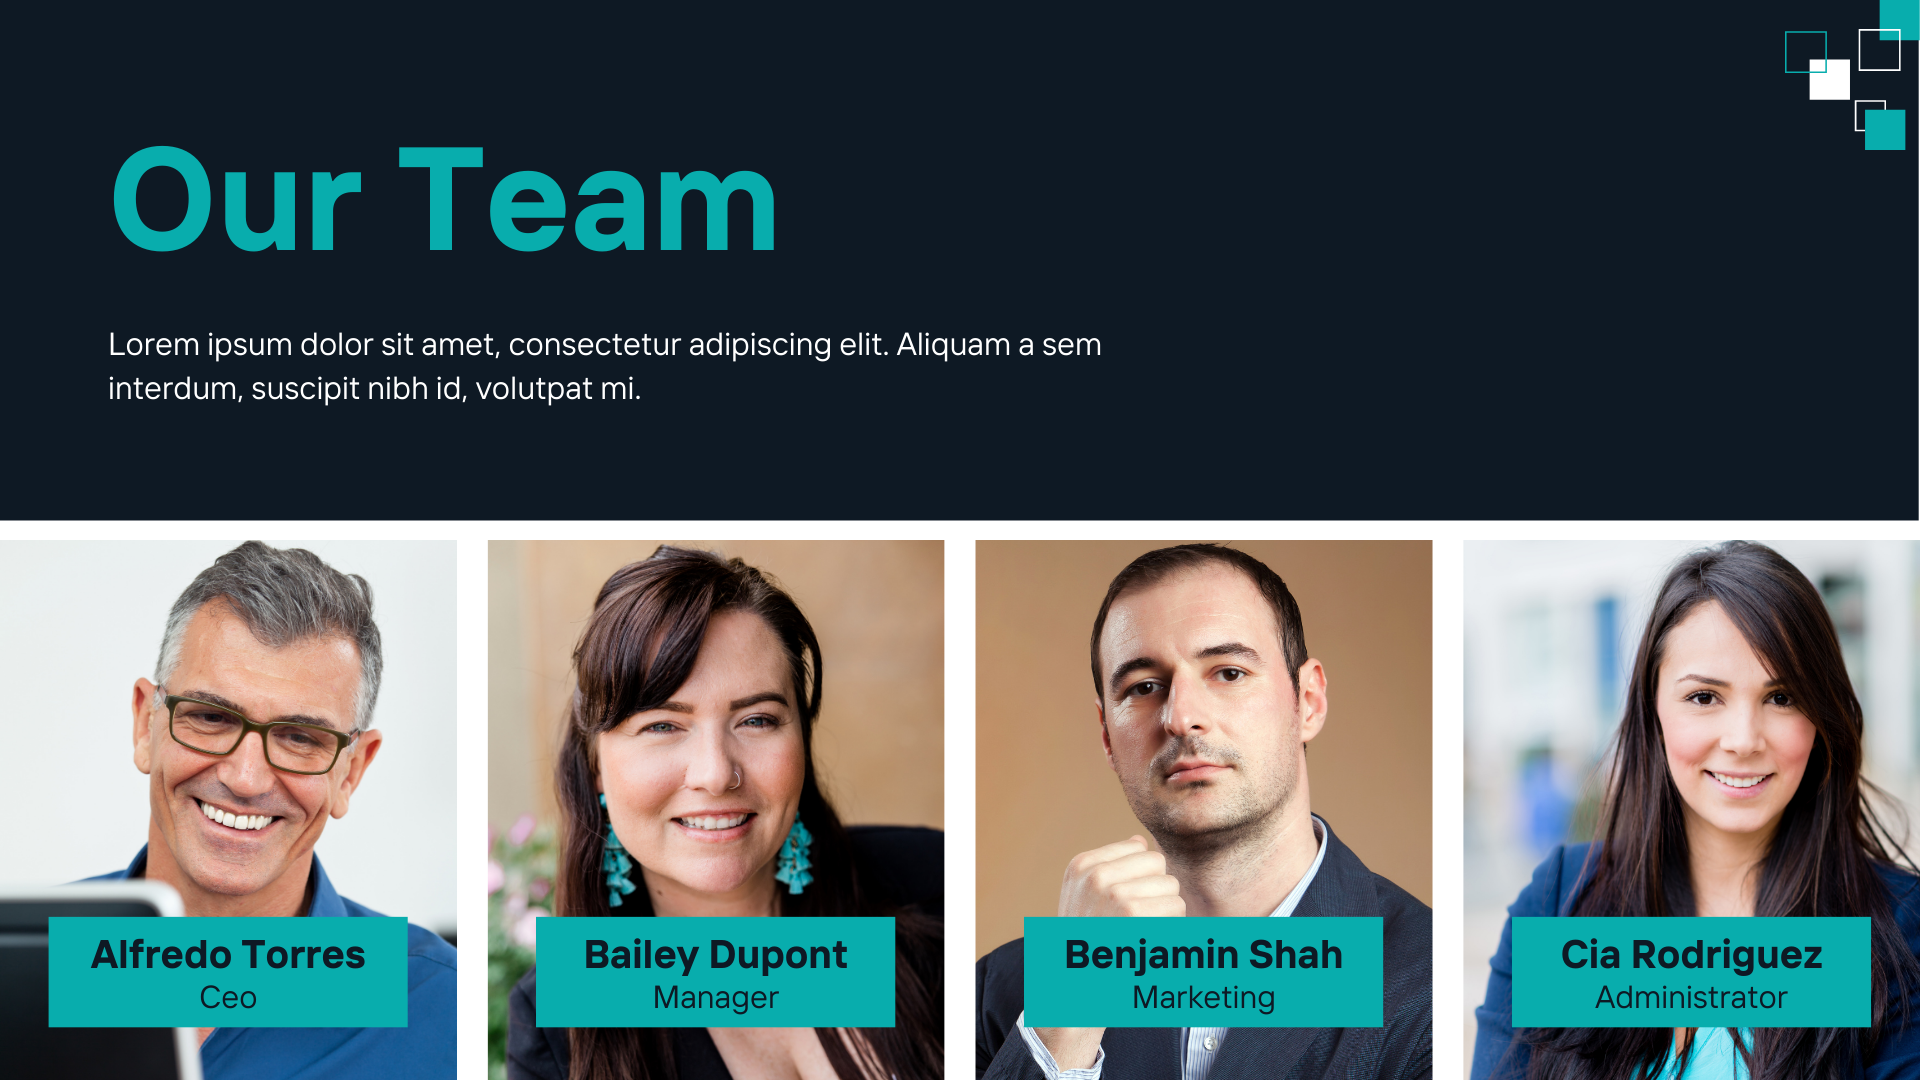 Our Team
Lorem ipsum dolor sit amet, consectetur adipiscing elit. Aliquam a sem
interdum, suscipit nibh id, volutpat mi.
Alfredo Torres
Ceo
Bailey Dupont
Manager
Benjamin Shah
Marketing
Cia Rodriguez
Administrator